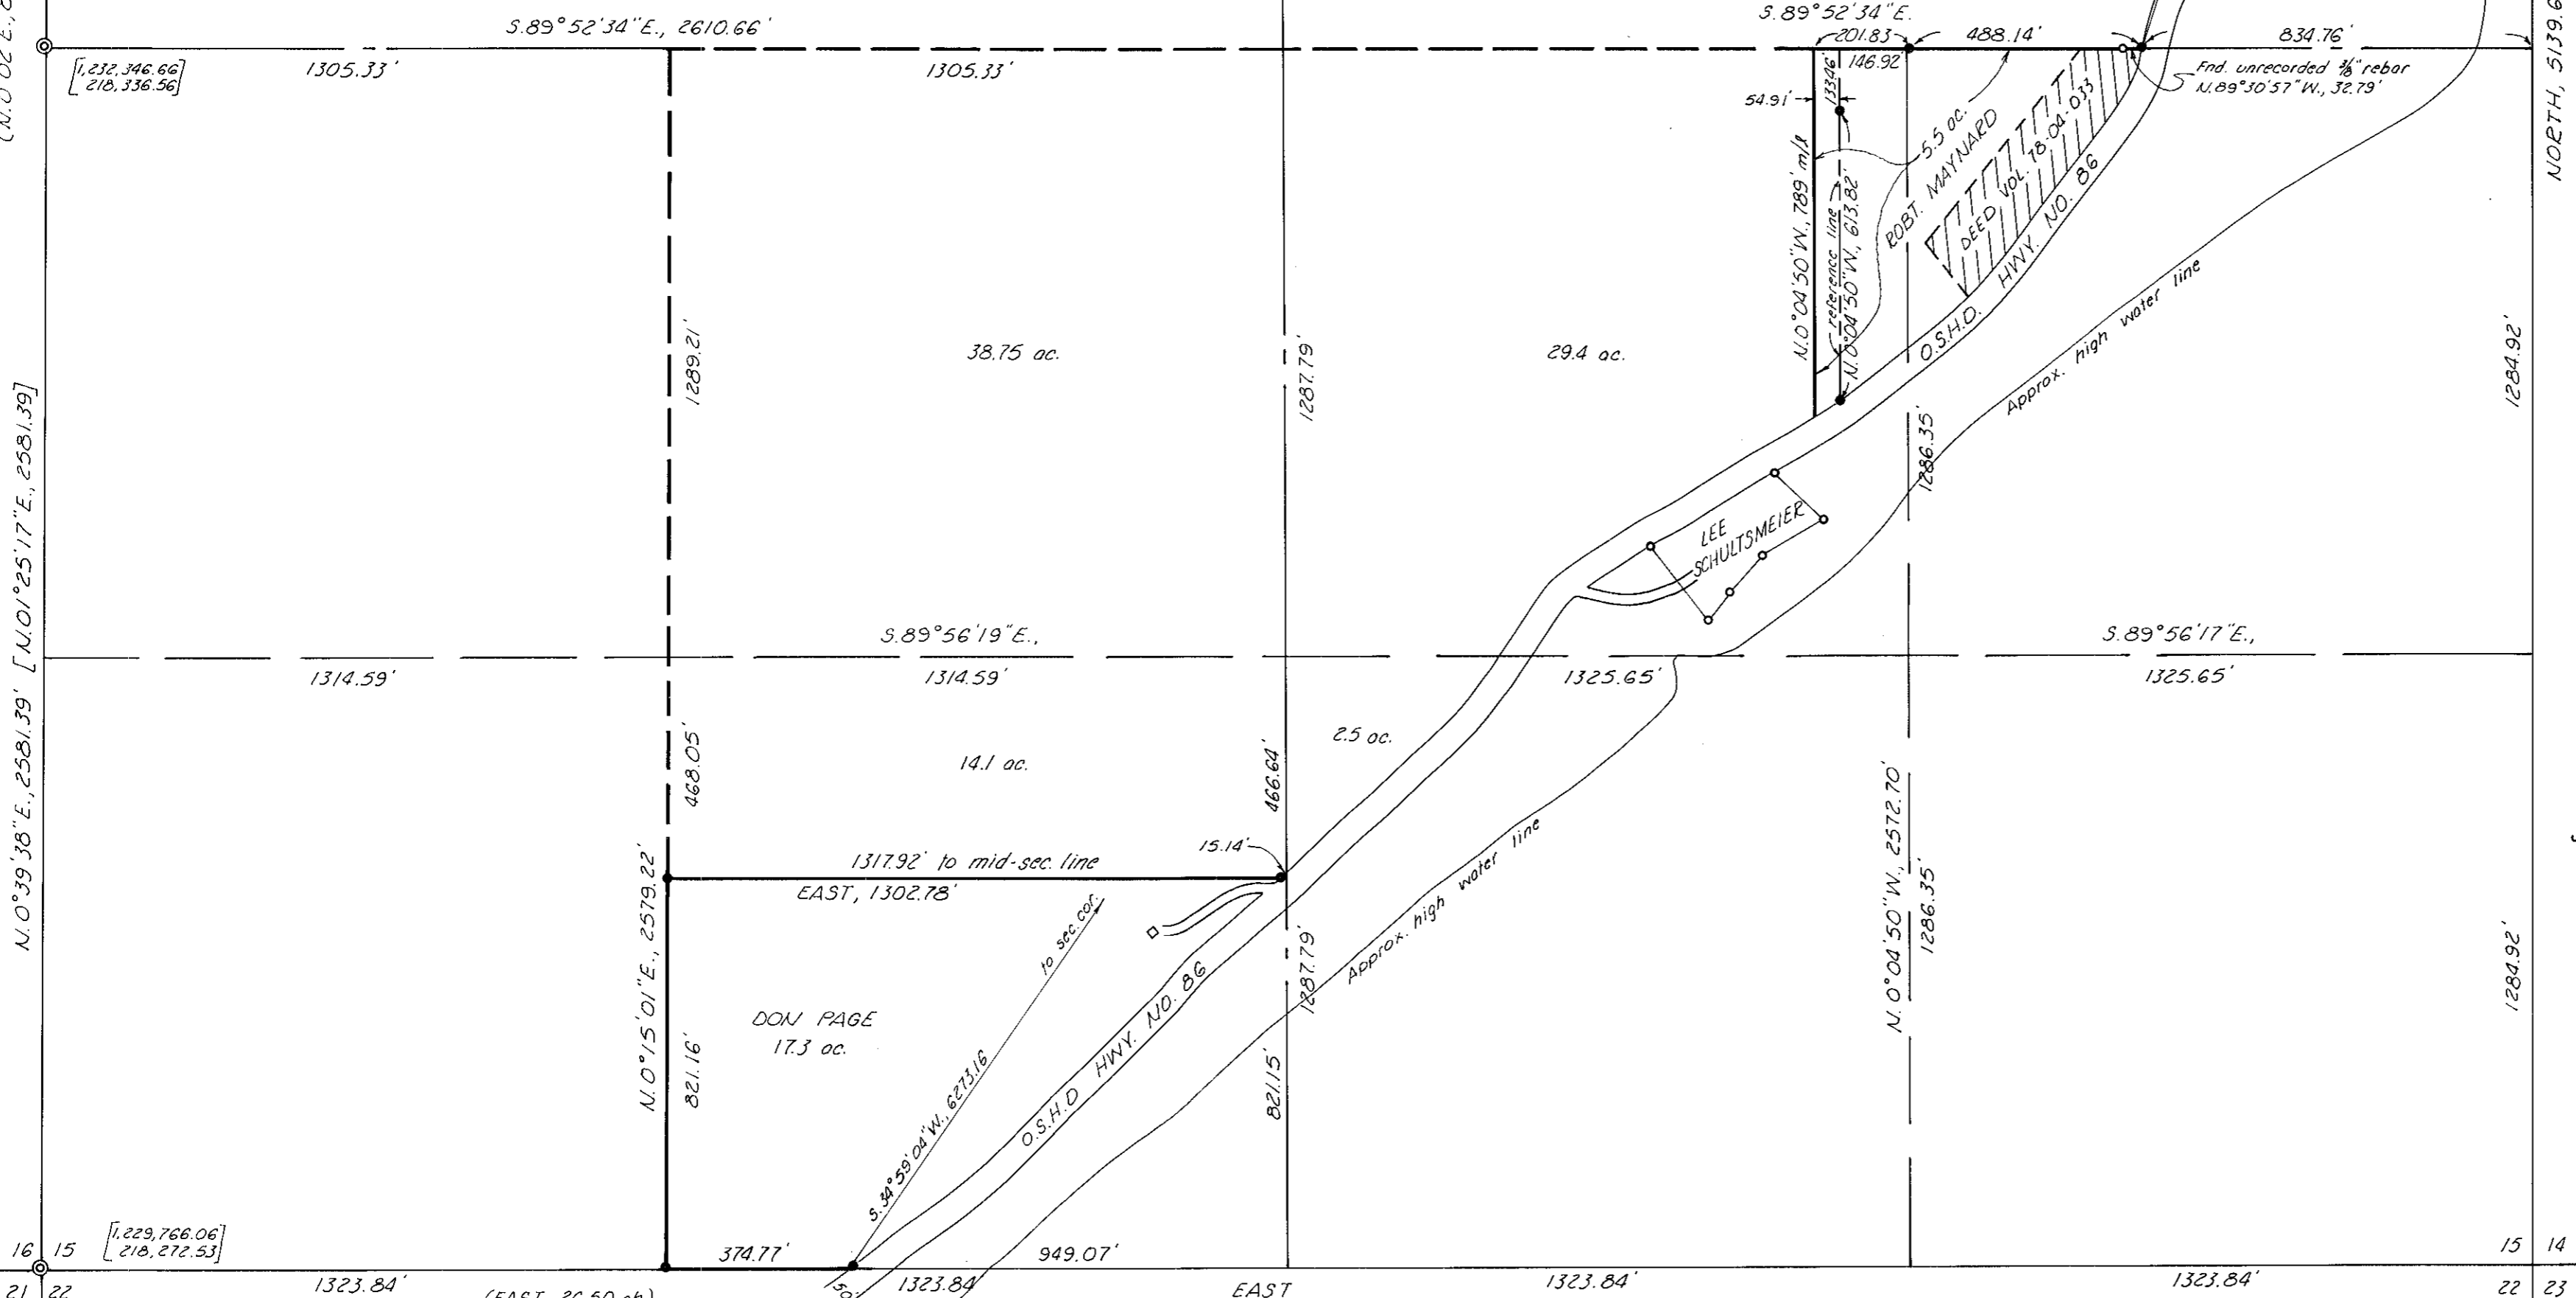 S.89°52'34"E., 2610.66'
S.89°52'34"E.
201.83
488.14'
834.76'
[1,232,346.66]
218,336.56
1305.33'
1305.33'
146.92'
133.46'
54.91'
Fnd. unrecorded 3/8" rebar
N.89°30'57"W., 32.79'
NORTH, 5139.6
5.5 ac.
ROBT. MAYNARD
DEED VOL. 78-04-033
O.S.H.D. HWY. NO. 86
N.0°04'50"W., 789' m/l
reference line
N.0°04'50"W., 613.82'
1289.21'
38.75 ac.
1287.79'
29.4 ac.
Approx. high water line
1284.92'
1286.35'
N.0°39'38"E., 2581.39' [N.01°25'17"E., 2581.39]
LEE
SCHULTSMEIER
S.89°56'19"E.,
S.89°56'17"E.,
1314.59'
1314.59'
1325.65'
1325.65'
468.05'
14.1 ac.
466.64'
2.5 ac.
15.14'
1317.92' to mid-sec. line
EAST, 1302.78'
to sec. cor.
S.34°59'04"W., 6273.16
N.0°15'01"E., 2579.22'
821.16'
DON PAGE
17.3 ac.
O.S.H.D HWY. NO. 86
1287.79'
821.15'
Approx. high water line
N.0°04'50"W., 2572.70'
1286.35'
1284.92'
[1,229,766.06]
218,272.53
16 15
374.77'
949.07'
15 14
21 22
1323.84'
(EAST, 26.50 ch)
1323.84
EAST
1323.84'
1323.84'
22 23